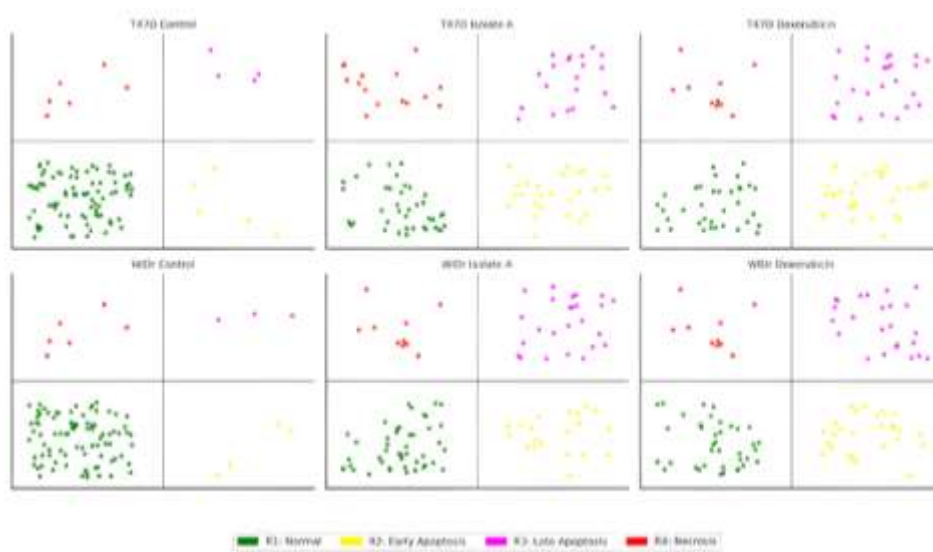 T47D Control
T47D Isolate A
T47D Doxorubicin
WiDr Control
WiDr Isolate A
WiDr Doxorubicin
R1: Normal
R2: Early Apoptosis
R3: Late Apoptosis
R4: Necrosis